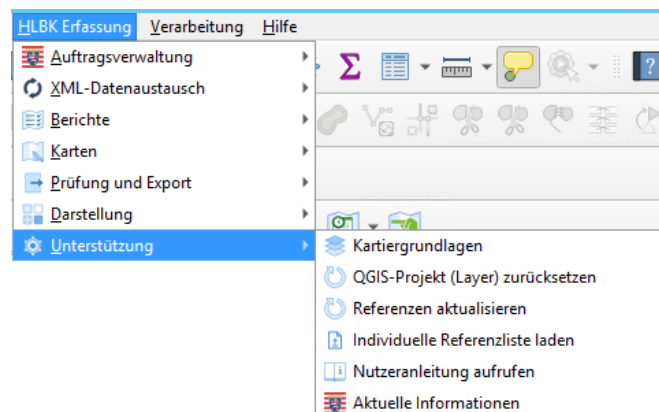 HLBK Erfassung Verarbeitung Hilfe
Auftragsverwaltung
XML-Datenaustausch
Berichte
Karten
Prüfung und Export
Darstellung
Unterstützung
Kartiergrundlagen
QGIS-Projekt (Layer) zurücksetzen
Referenzen aktualisieren
Individuelle Referenzliste laden
Nutzeranleitung aufrufen
Aktuelle Informationen